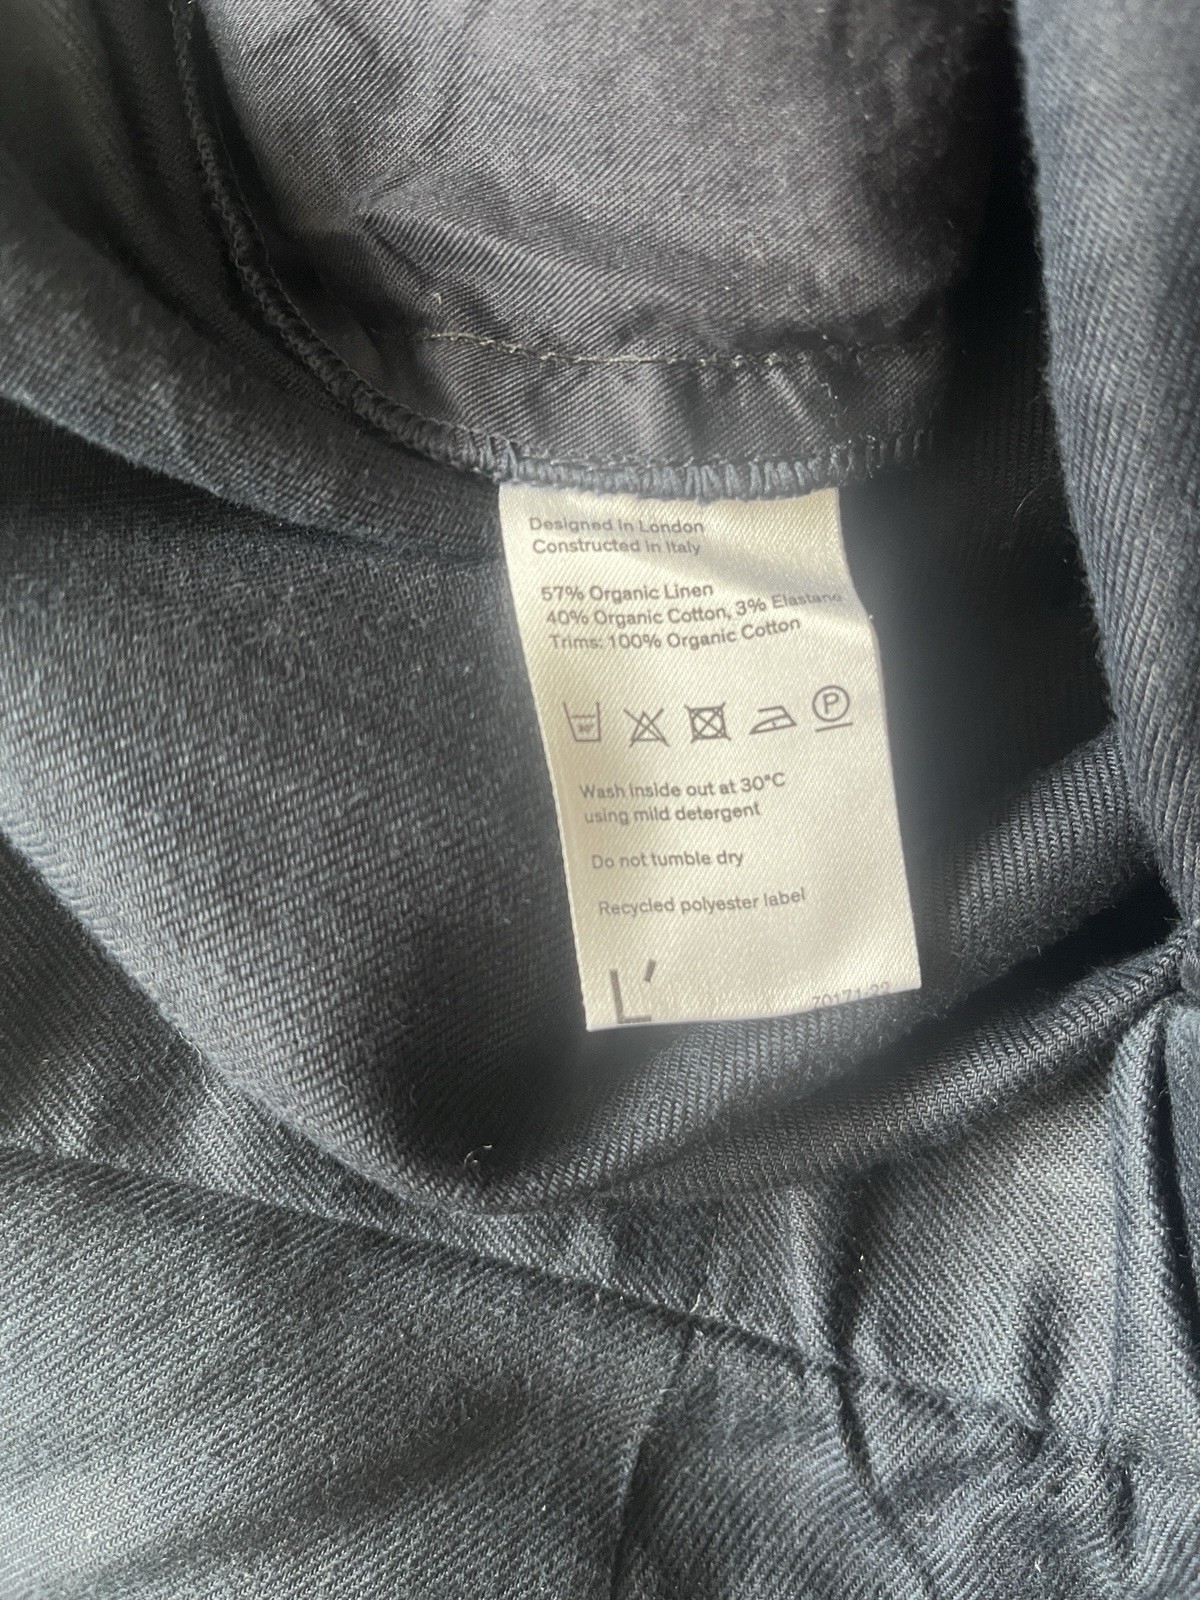 Designed in London
Constructed in Italy
57% Organic Linen
40% Organic Cotton, 3% Elastane
Trims: 100% Organic Cotton
30°
P
Wash inside out at 30°C
using mild detergent
Do not tumble dry
Recycled polyester label
L'